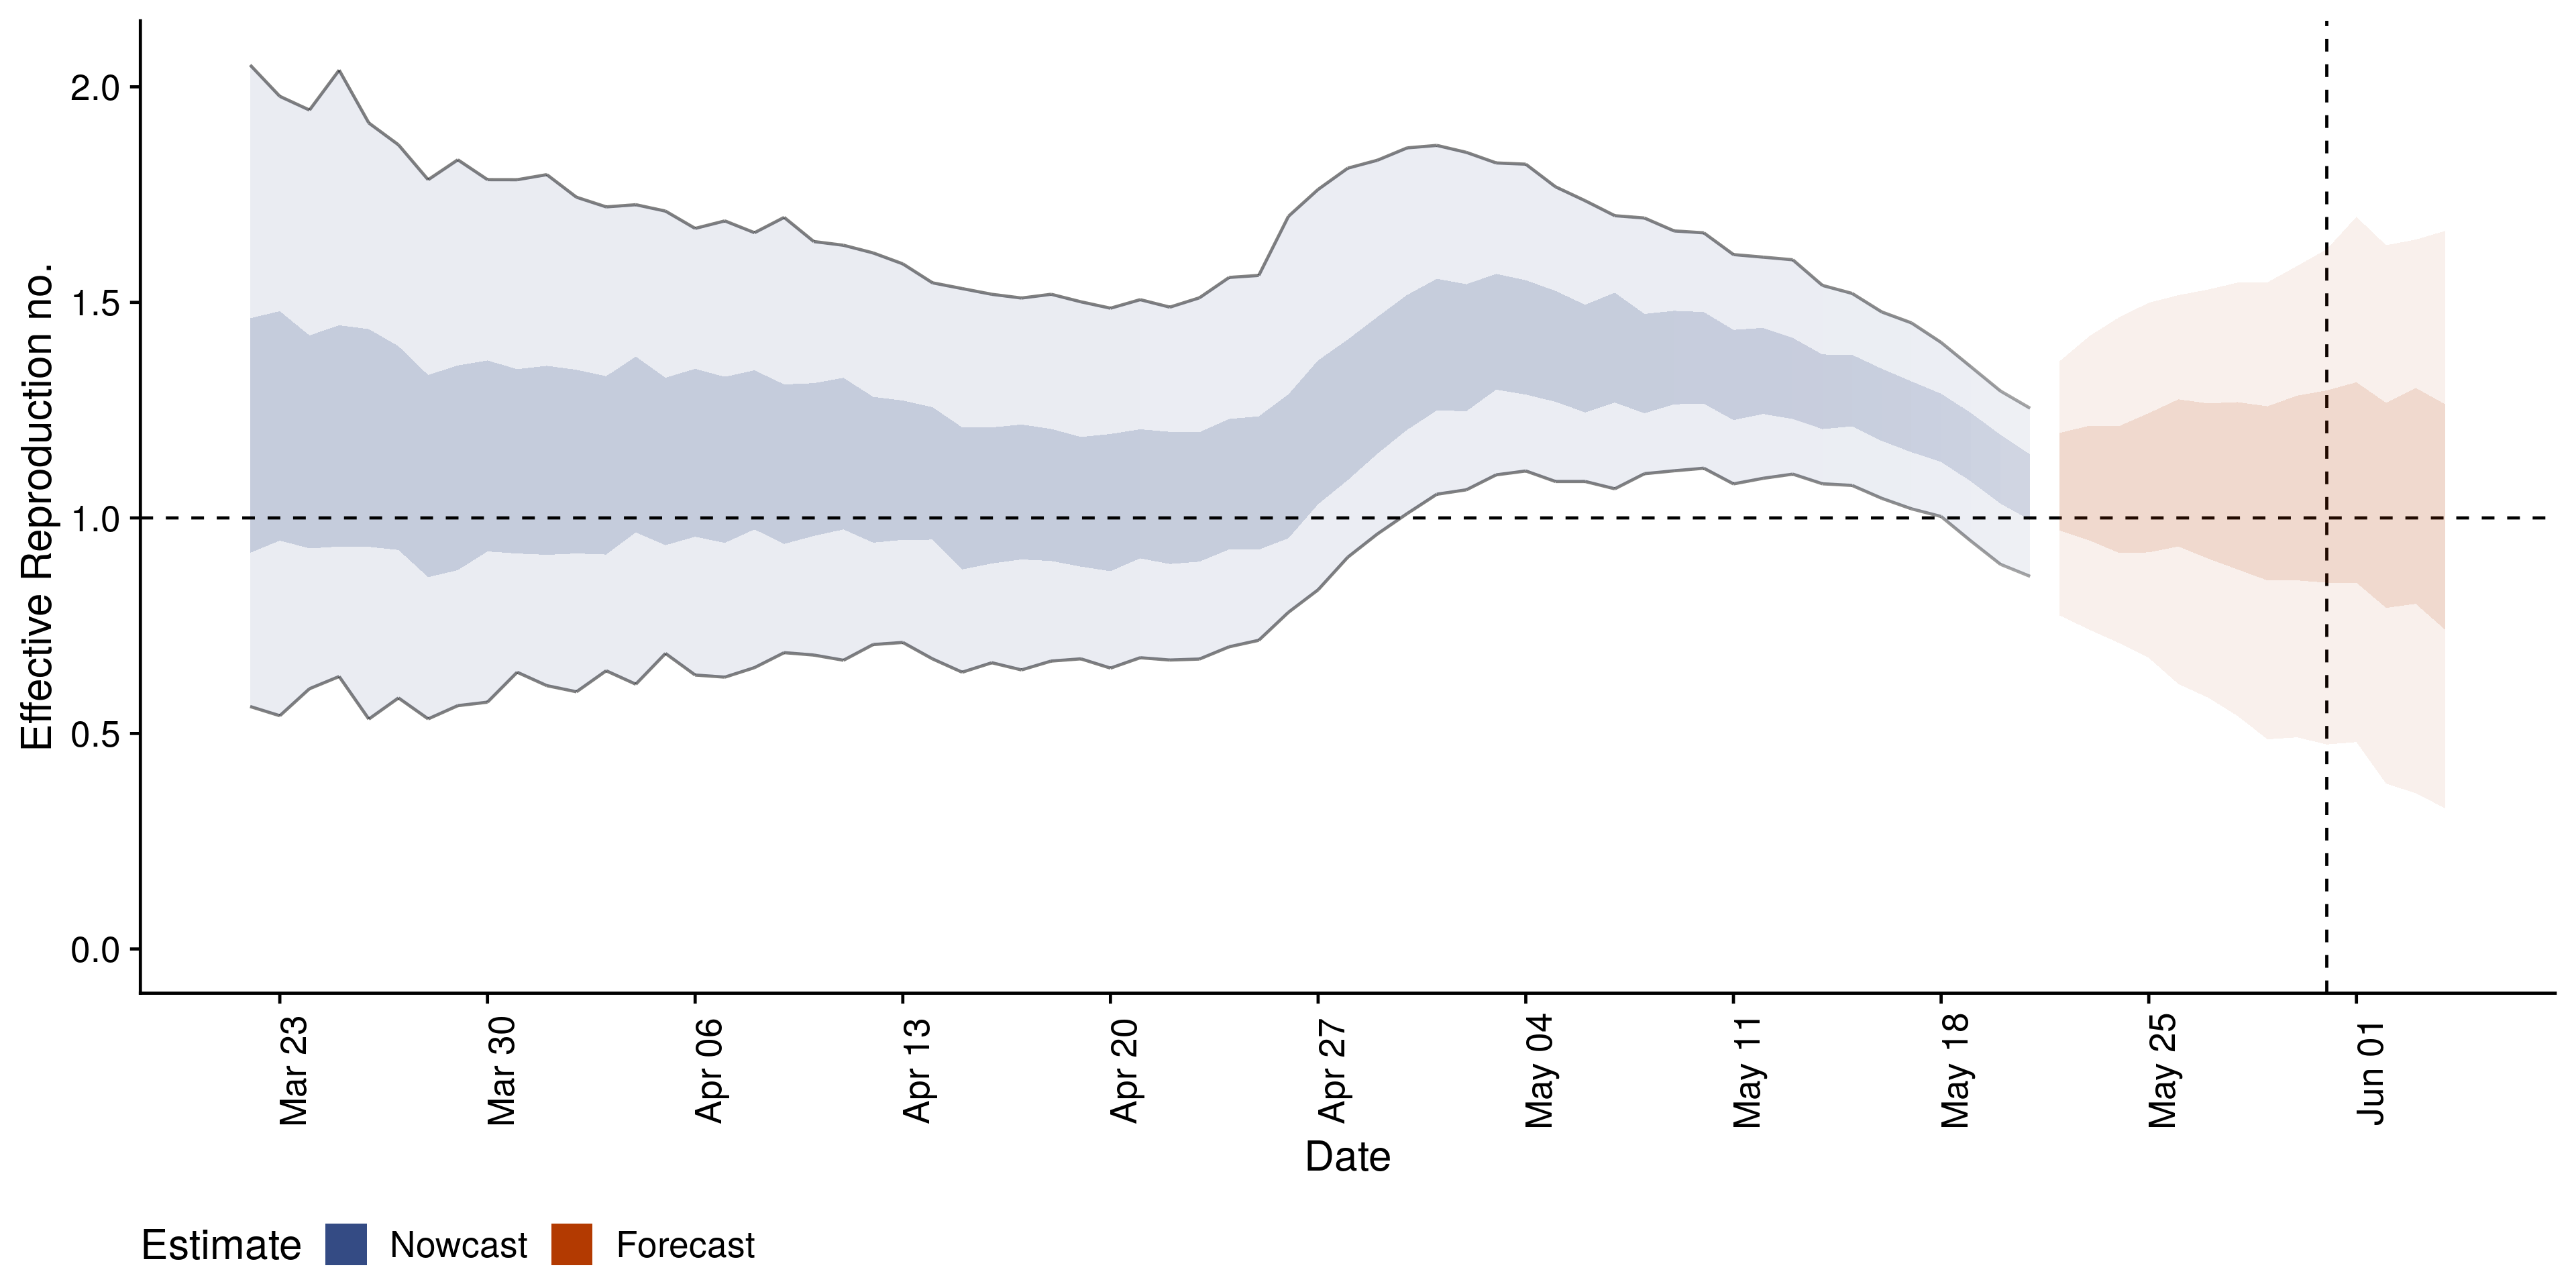 Effective Reproduction no.
2.0
1.5
1.0
0.5
0.0
Mar 23
Mar 30
Apr 06
Apr 13
Apr 20
Apr 27
May 04
May 11
May 18
May 25
Jun 01
Date
Estimate Nowcast Forecast